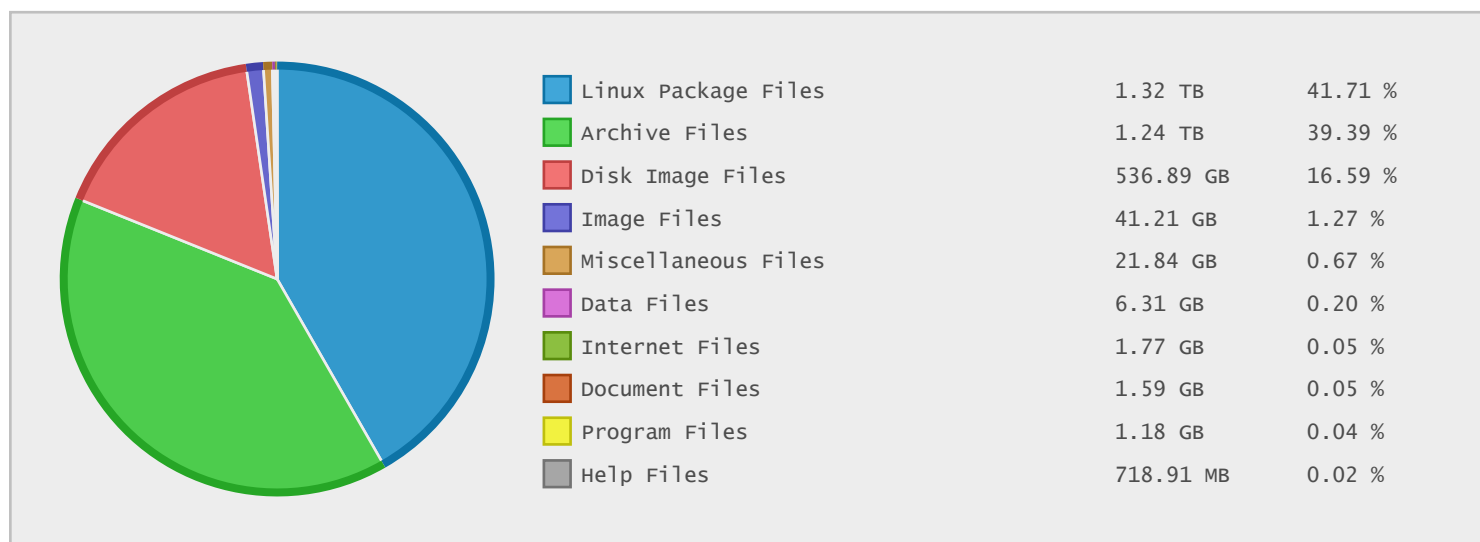 Linux Package Files 1.32 TB 41.71 %
Archive Files 1.24 TB 39.39 %
Disk Image Files 536.89 GB 16.59 %
Image Files 41.21 GB 1.27 %
Miscellaneous Files 21.84 GB 0.67 %
Data Files 6.31 GB 0.20 %
Internet Files 1.77 GB 0.05 %
Document Files 1.59 GB 0.05 %
Program Files 1.18 GB 0.04 %
Help Files 718.91 MB 0.02 %